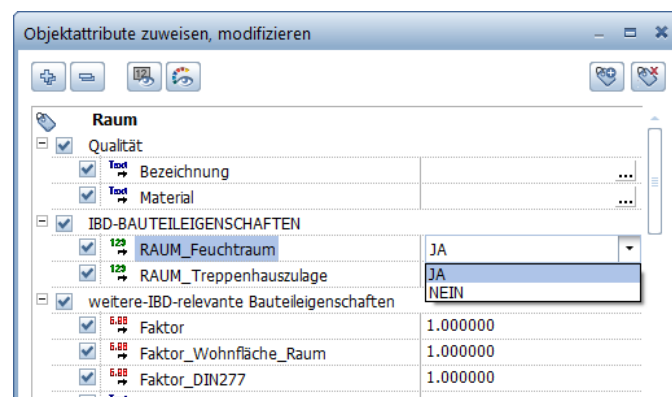 Objektattribute zuweisen, modifizieren
12
Raum
Qualität
Text Bezeichnung ...
Text Material ...
IBD-BAUTEILEIGENSCHAFTEN
123 RAUM_Feuchtraum JA
123 RAUM_Treppenhauszulage JA
NEIN
weitere-IBD-relevante Bauteileigenschaften
6.88 Faktor 1.000000
6.88 Faktor_Wohnfläche_Raum 1.000000
6.88 Faktor_DIN277 1.000000